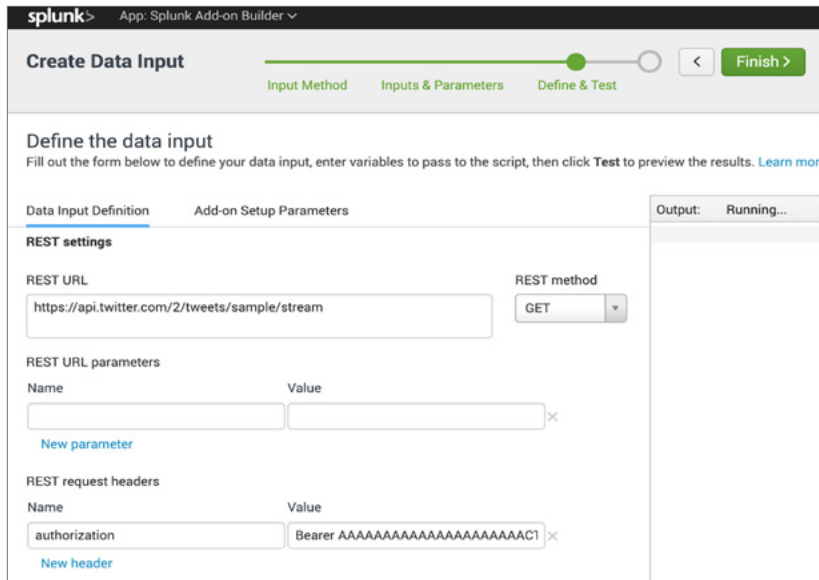 splunk> App: Splunk Add-on Builder
Create Data Input
Input Method Inputs & Parameters Define & Test
< Finish >
Define the data input
Fill out the form below to define your data input, enter variables to pass to the script, then click Test to preview the results. Learn mor
Data Input Definition Add-on Setup Parameters
Output: Running...
REST settings
REST URL REST method
https://api.twitter.com/2/tweets/sample/stream GET
REST URL parameters
Name Value
New parameter
REST request headers
Name Value
authorization Bearer AAAAAAAAAAAAAAAAAAAAACT
New header